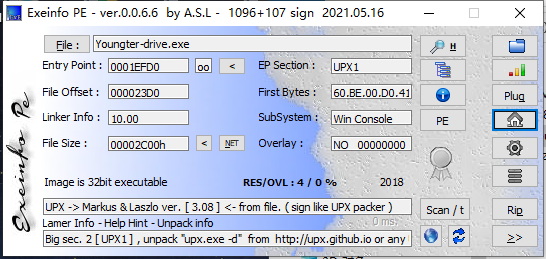 Exeinfo PE - ver.0.0.6.6 by A.S.L - 1096+107 sign 2021.05.16
File : Youngter-drive.exe H
Entry Point : 0001EFD0 oo < EP Section : UPX1
File Offset : 000023D0 First Bytes : 60.BE.00.D0.41 Plug
Linker Info : 10.00 SubSystem : Win Console PE
File Size : 00002C00h < NET Overlay : NO 00000000
Image is 32bit executable RES/OVL : 4 / 0 % 2018
UPX -> Markus & Laszlo ver. [ 3.08 ] <- from file. ( sign like UPX packer ) Scan / t Rip
Lamer Info - Help Hint - Unpack info 0 ms.
Big sec. 2 [ UPX1 ] , unpack "upx.exe -d" from http://upx.github.io or any >>
Exeinfo Pe